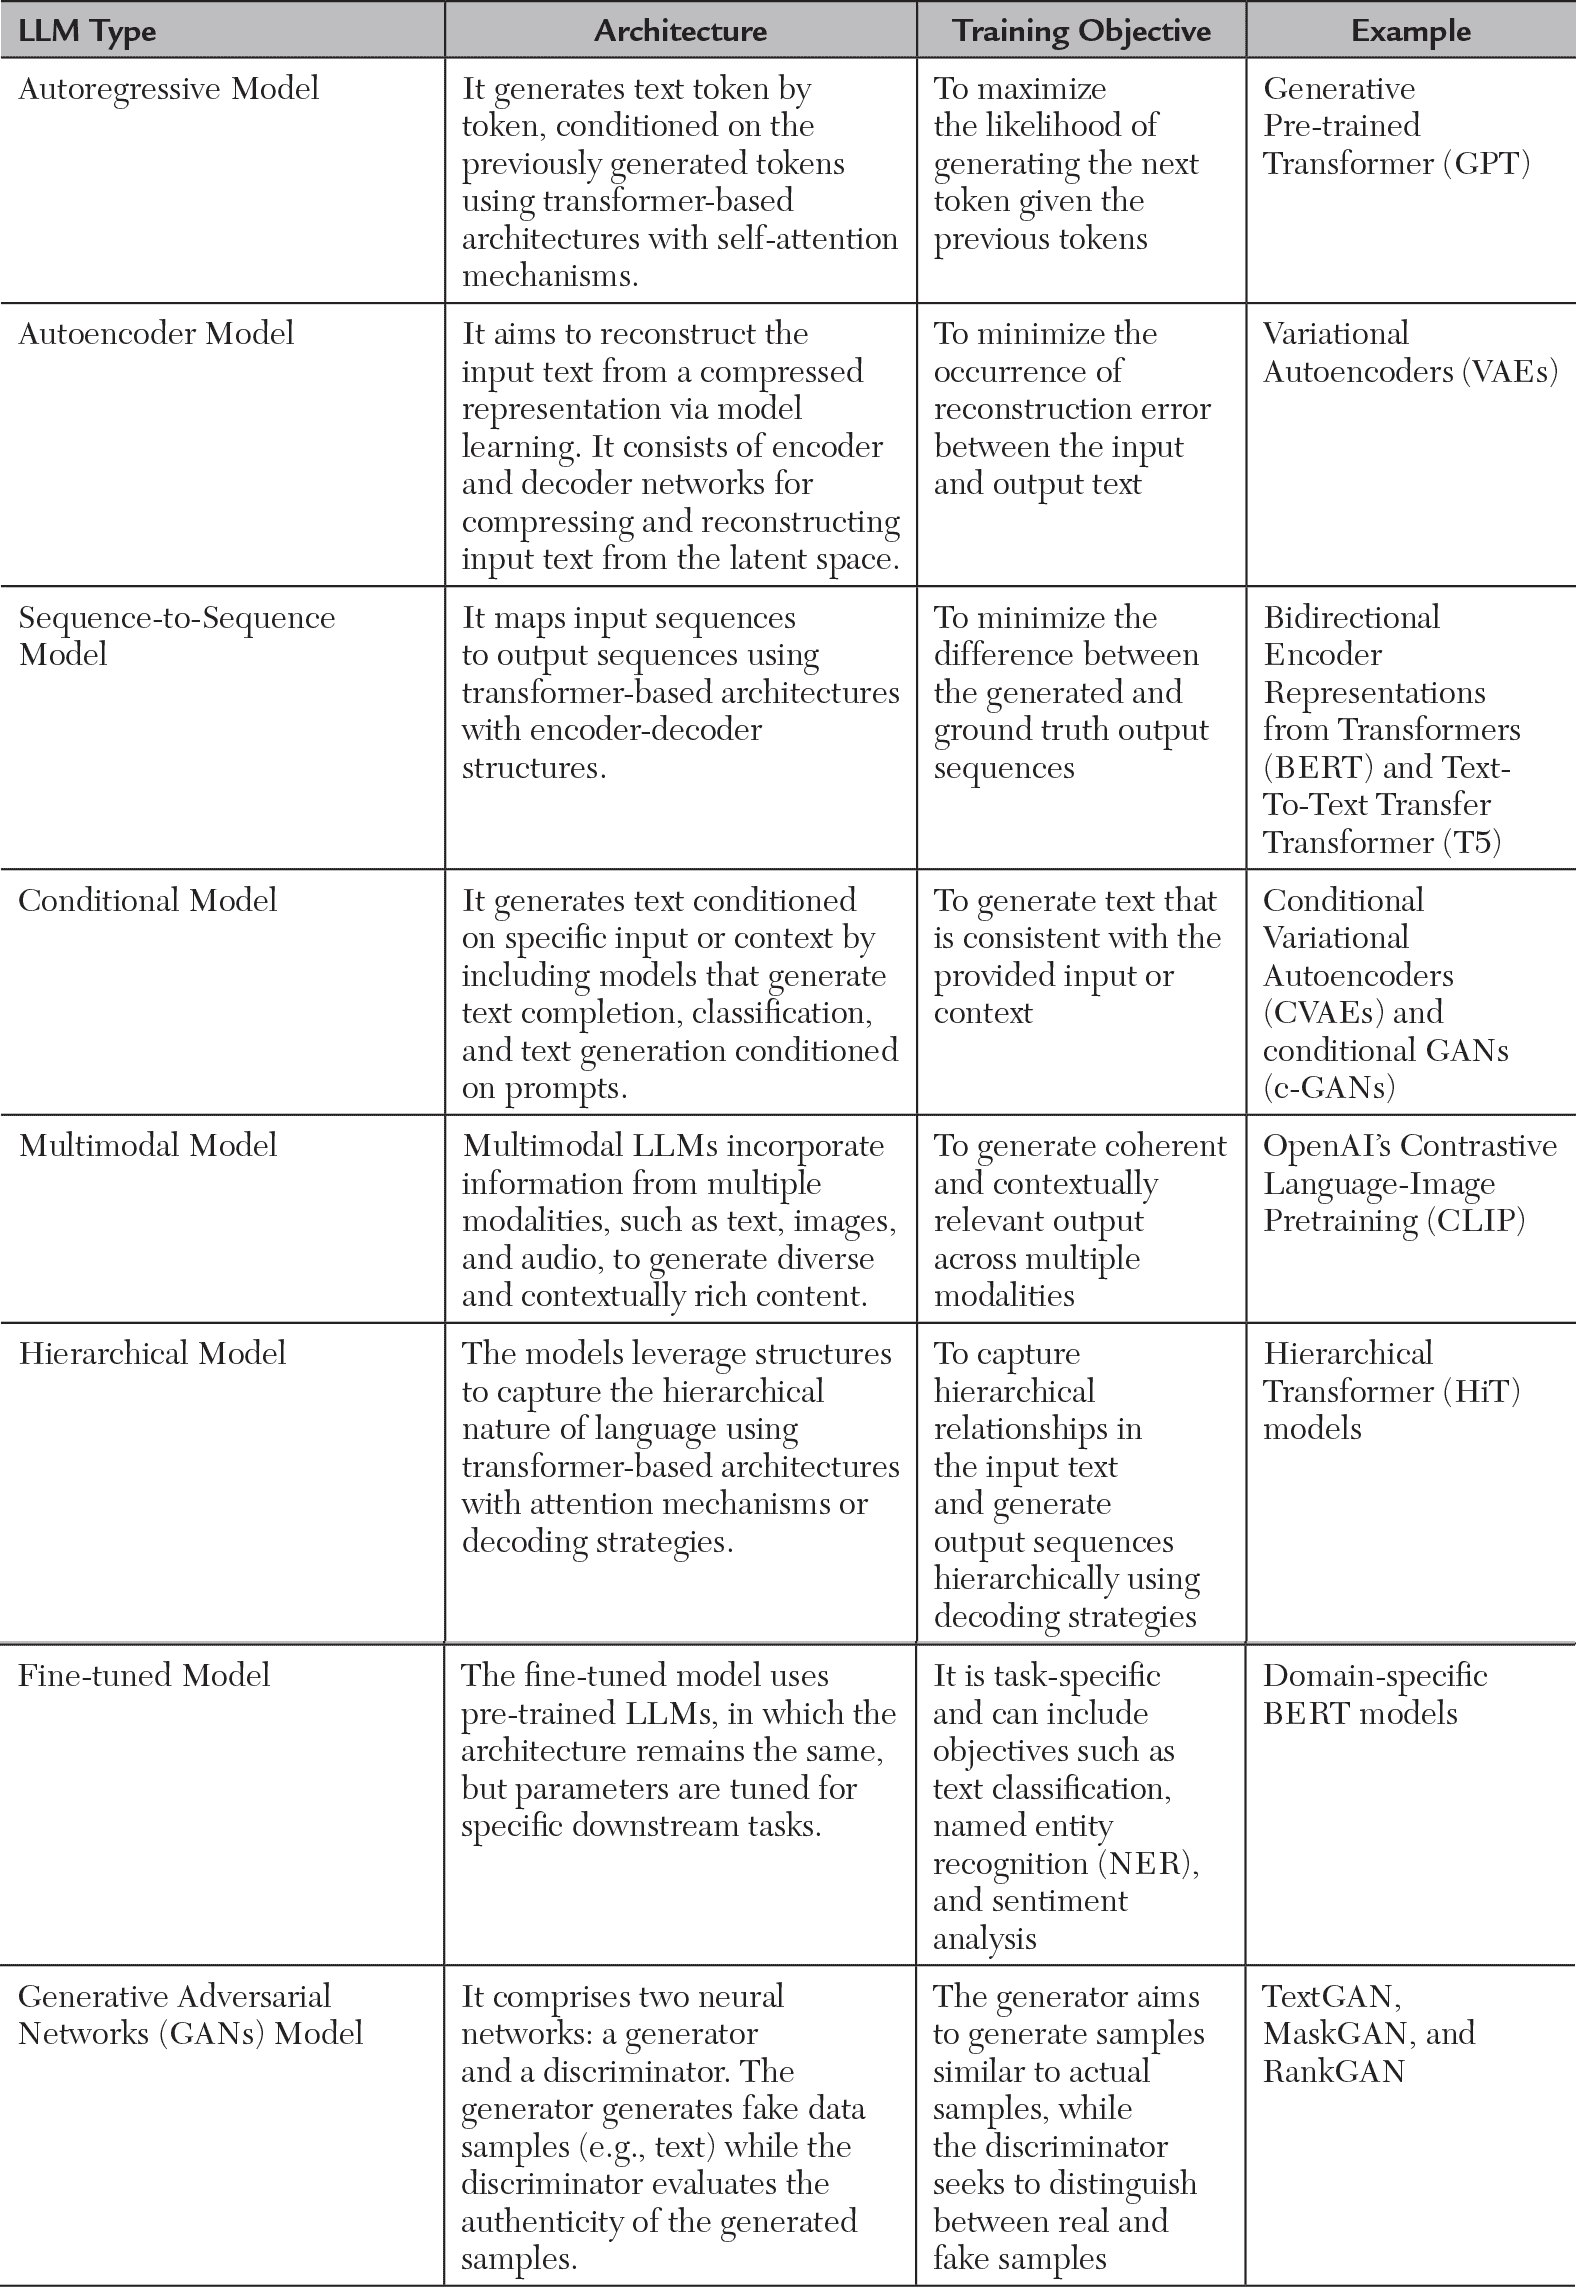 LLM Type
Architecture
Training Objective
Example
Autoregressive Model
It generates text token by
token, conditioned on the
previously generated tokens
using transformer-based
architectures with self-attention
mechanisms.
To maximize
the likelihood of
generating the next
token given the
previous tokens
Generative
Pre-trained
Transformer (GPT)
Autoencoder Model
It aims to reconstruct the
input text from a compressed
representation via model
learning. It consists of encoder
and decoder networks for
compressing and reconstructing
input text from the latent space.
To minimize the
occurrence of
reconstruction error
between the input
and output text
Variational
Autoencoders (VAEs)
Sequence-to-Sequence
Model
It maps input sequences
to output sequences using
transformer-based architectures
with encoder-decoder
structures.
To minimize the
difference between
the generated and
ground truth output
sequences
Bidirectional
Encoder
Representations
from Transformers
(BERT) and Text-
To-Text Transfer
Transformer (T5)
Conditional Model
It generates text conditioned
on specific input or context by
including models that generate
text completion, classification,
and text generation conditioned
on prompts.
To generate text that
is consistent with the
provided input or
context
Conditional
Variational
Autoencoders
(CVAEs) and
conditional GANs
(c-GANs)
Multimodal Model
Multimodal LLMs incorporate
information from multiple
modalities, such as text, images,
and audio, to generate diverse
and contextually rich content.
To generate coherent
and contextually
relevant output
across multiple
modalities
OpenAI’s Contrastive
Language-Image
Pretraining (CLIP)
Hierarchical Model
The models leverage structures
to capture the hierarchical
nature of language using
transformer-based architectures
with attention mechanisms or
decoding strategies.
To capture
hierarchical
relationships in
the input text
and generate
output sequences
hierarchically using
decoding strategies
Hierarchical
Transformer (HiT)
models
Fine-tuned Model
The fine-tuned model uses
pre-trained LLMs, in which the
architecture remains the same,
but parameters are tuned for
specific downstream tasks.
It is task-specific
and can include
objectives such as
text classification,
named entity
recognition (NER),
and sentiment
analysis
Domain-specific
BERT models
Generative Adversarial
Networks (GANs) Model
It comprises two neural
networks: a generator
and a discriminator. The
generator generates fake data
samples (e.g., text) while the
discriminator evaluates the
authenticity of the generated
samples.
The generator aims
to generate samples
similar to actual
samples, while
the discriminator
seeks to distinguish
between real and
fake samples
TextGAN,
MaskGAN, and
RankGAN